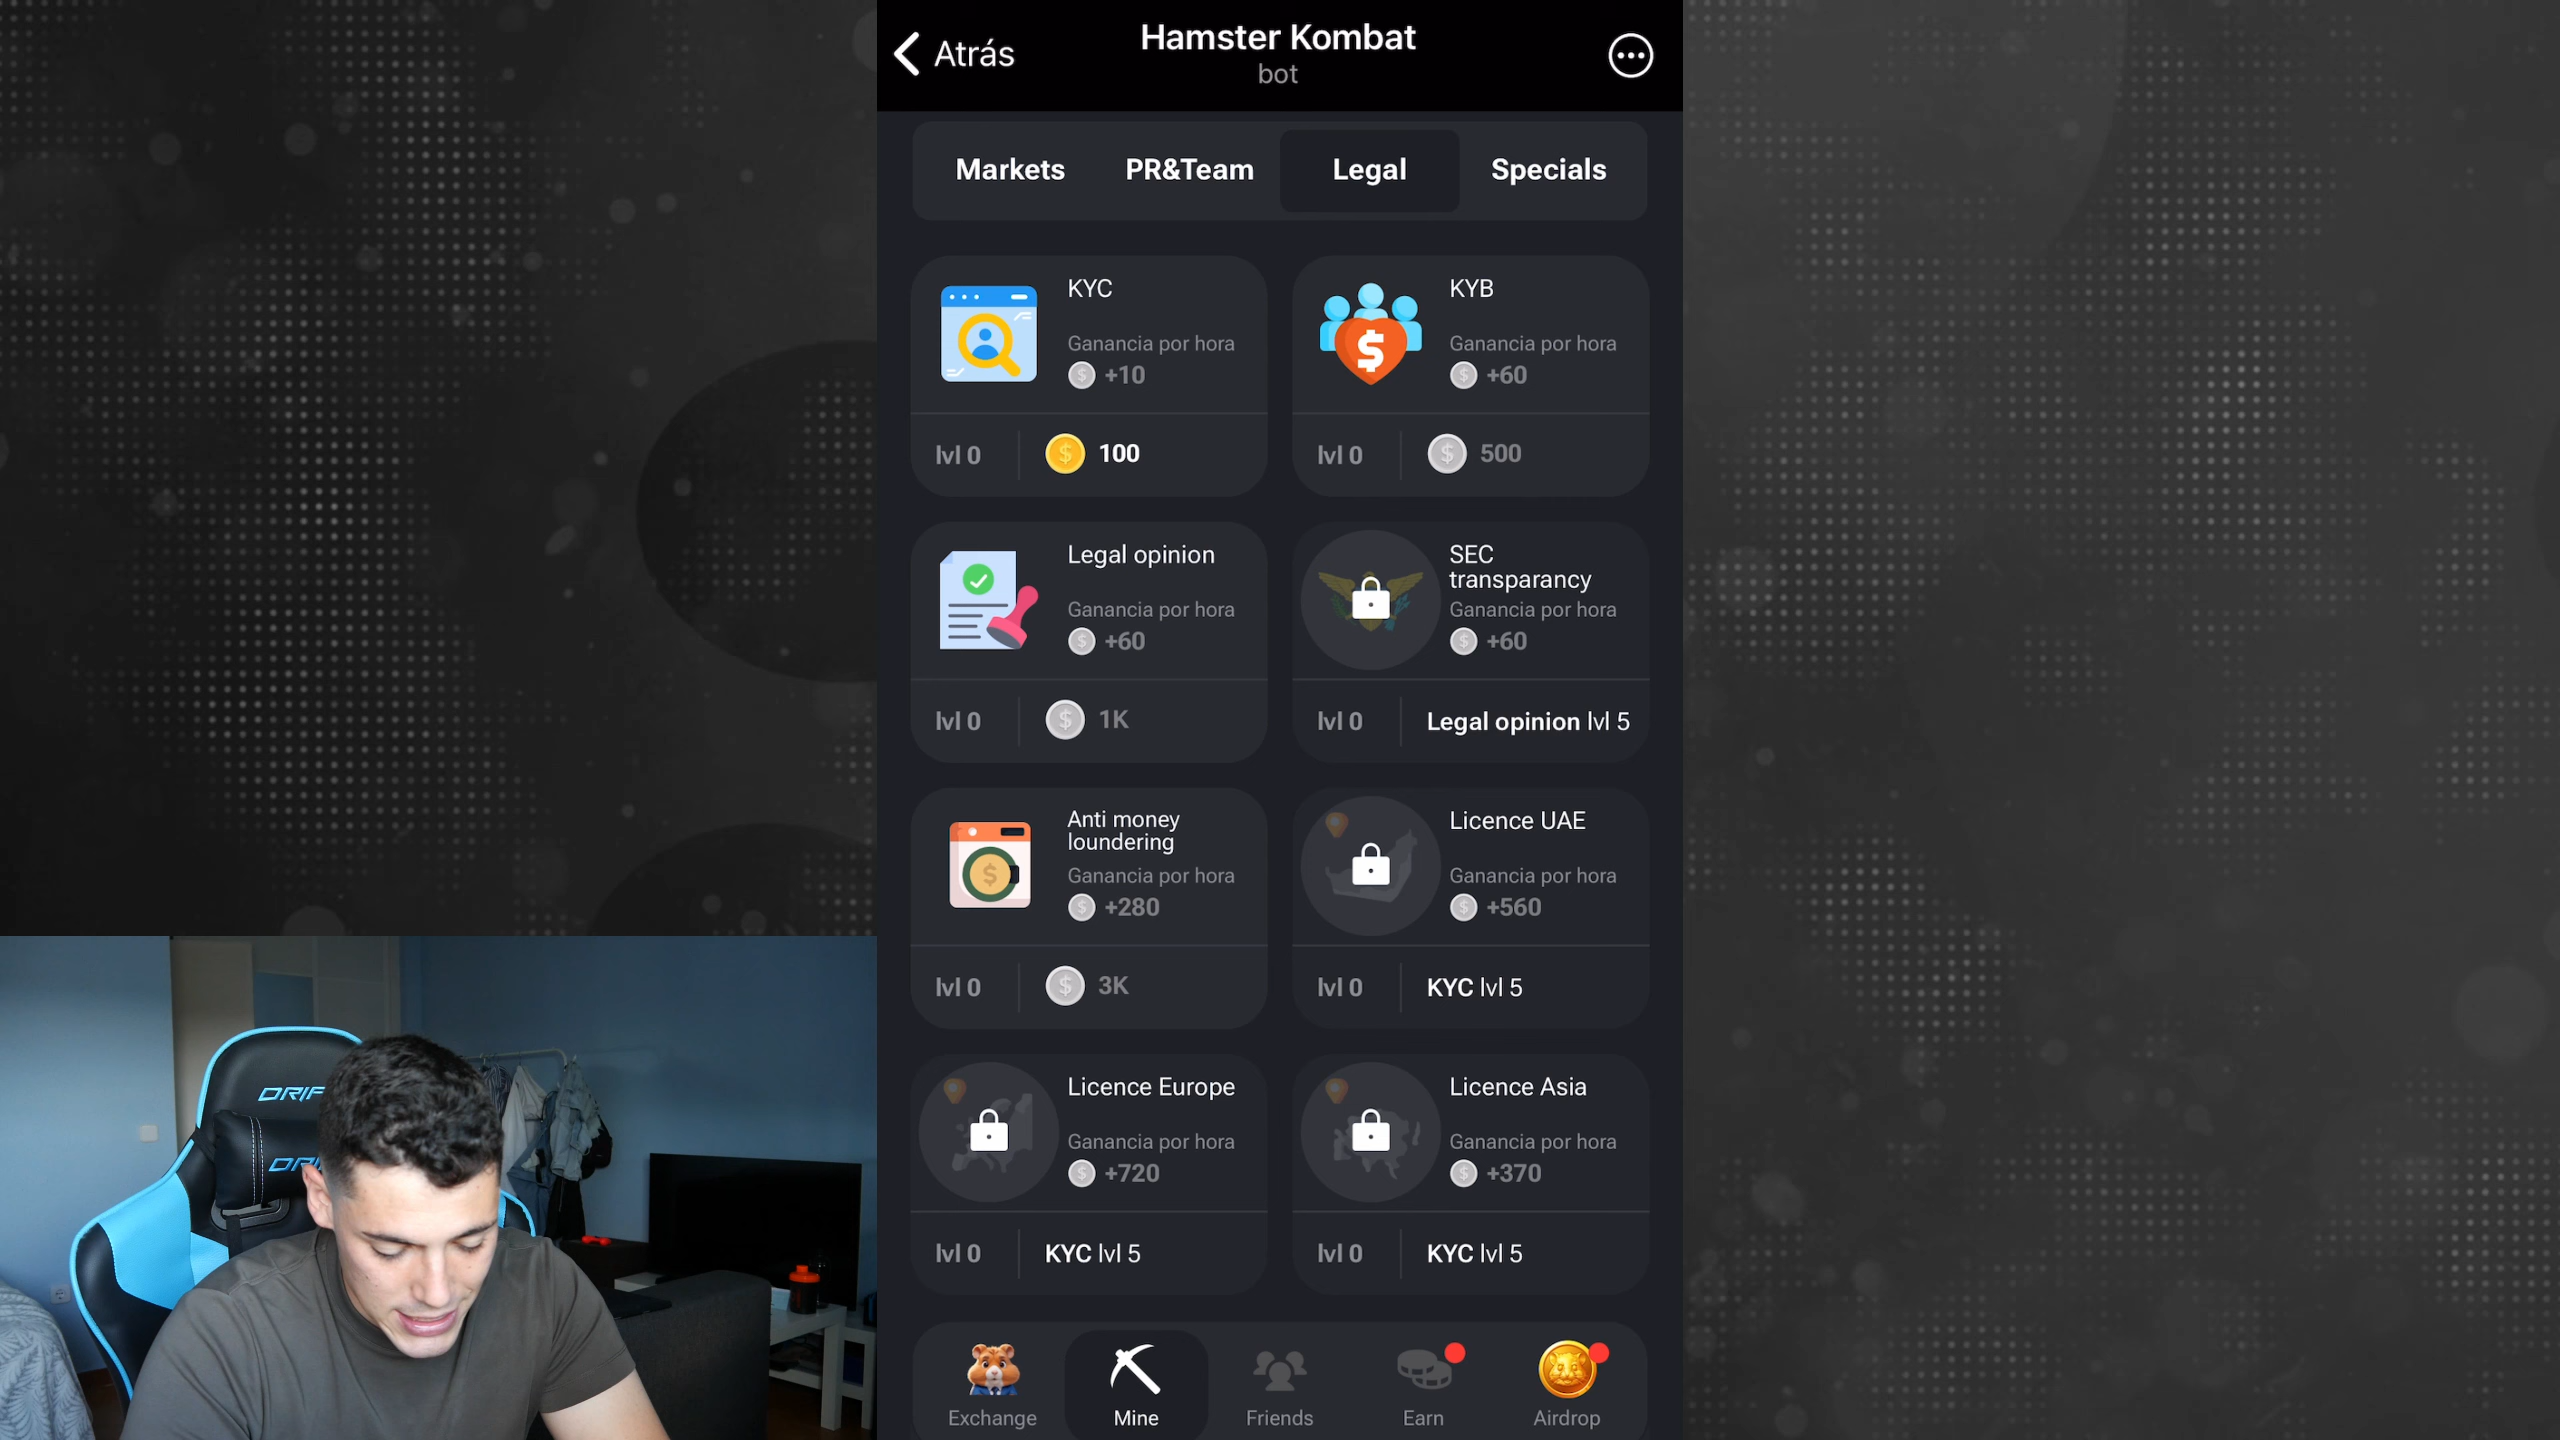 Atrás
Hamster Kombat
bot
Markets
PR&Team
Legal
Specials
KYC
Ganancia por hora
+10
lvl 0
100
KYB
Ganancia por hora
+60
lvl 0
500
Legal opinion
Ganancia por hora
+60
lvl 0
1K
SEC
transparancy
Ganancia por hora
+60
lvl 0
Legal opinion lvl 5
Anti money
loundering
Ganancia por hora
+280
lvl 0
3K
Licence UAE
Ganancia por hora
+560
lvl 0
KYC lvl 5
Licence Europe
Ganancia por hora
+720
lvl 0
KYC lvl 5
Licence Asia
Ganancia por hora
+370
lvl 0
KYC lvl 5
Exchange
Mine
Friends
Earn
Airdrop